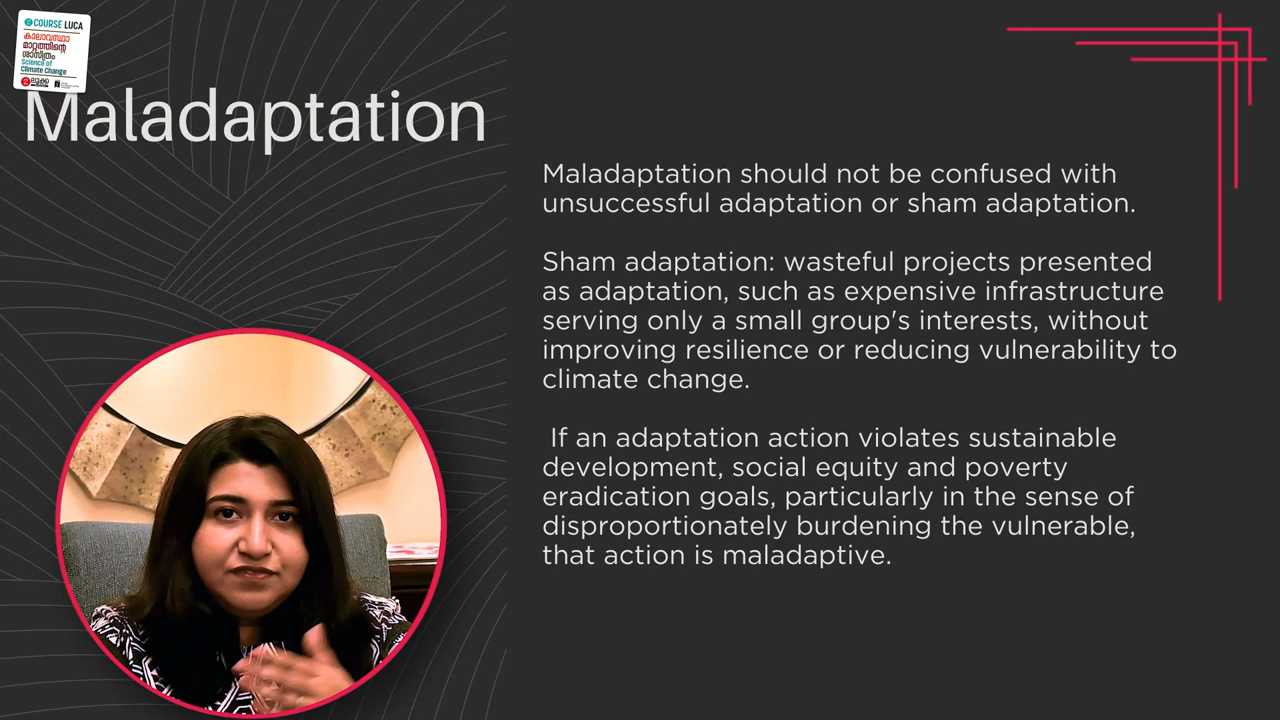 COURSE LUCA
കാലാവസ്ഥാ
മാറ്റത്തിന്റെ
ശാസ്ത്രം
Science of
Climate Change
ലൂക്ക
Maladaptation
Maladaptation should not be confused with
unsuccessful adaptation or sham adaptation.
Sham adaptation: wasteful projects presented
as adaptation, such as expensive infrastructure
serving only a small group's interests, without
improving resilience or reducing vulnerability to
climate change.
If an adaptation action violates sustainable
development, social equity and poverty
eradication goals, particularly in the sense of
disproportionately burdening the vulnerable,
that action is maladaptive.